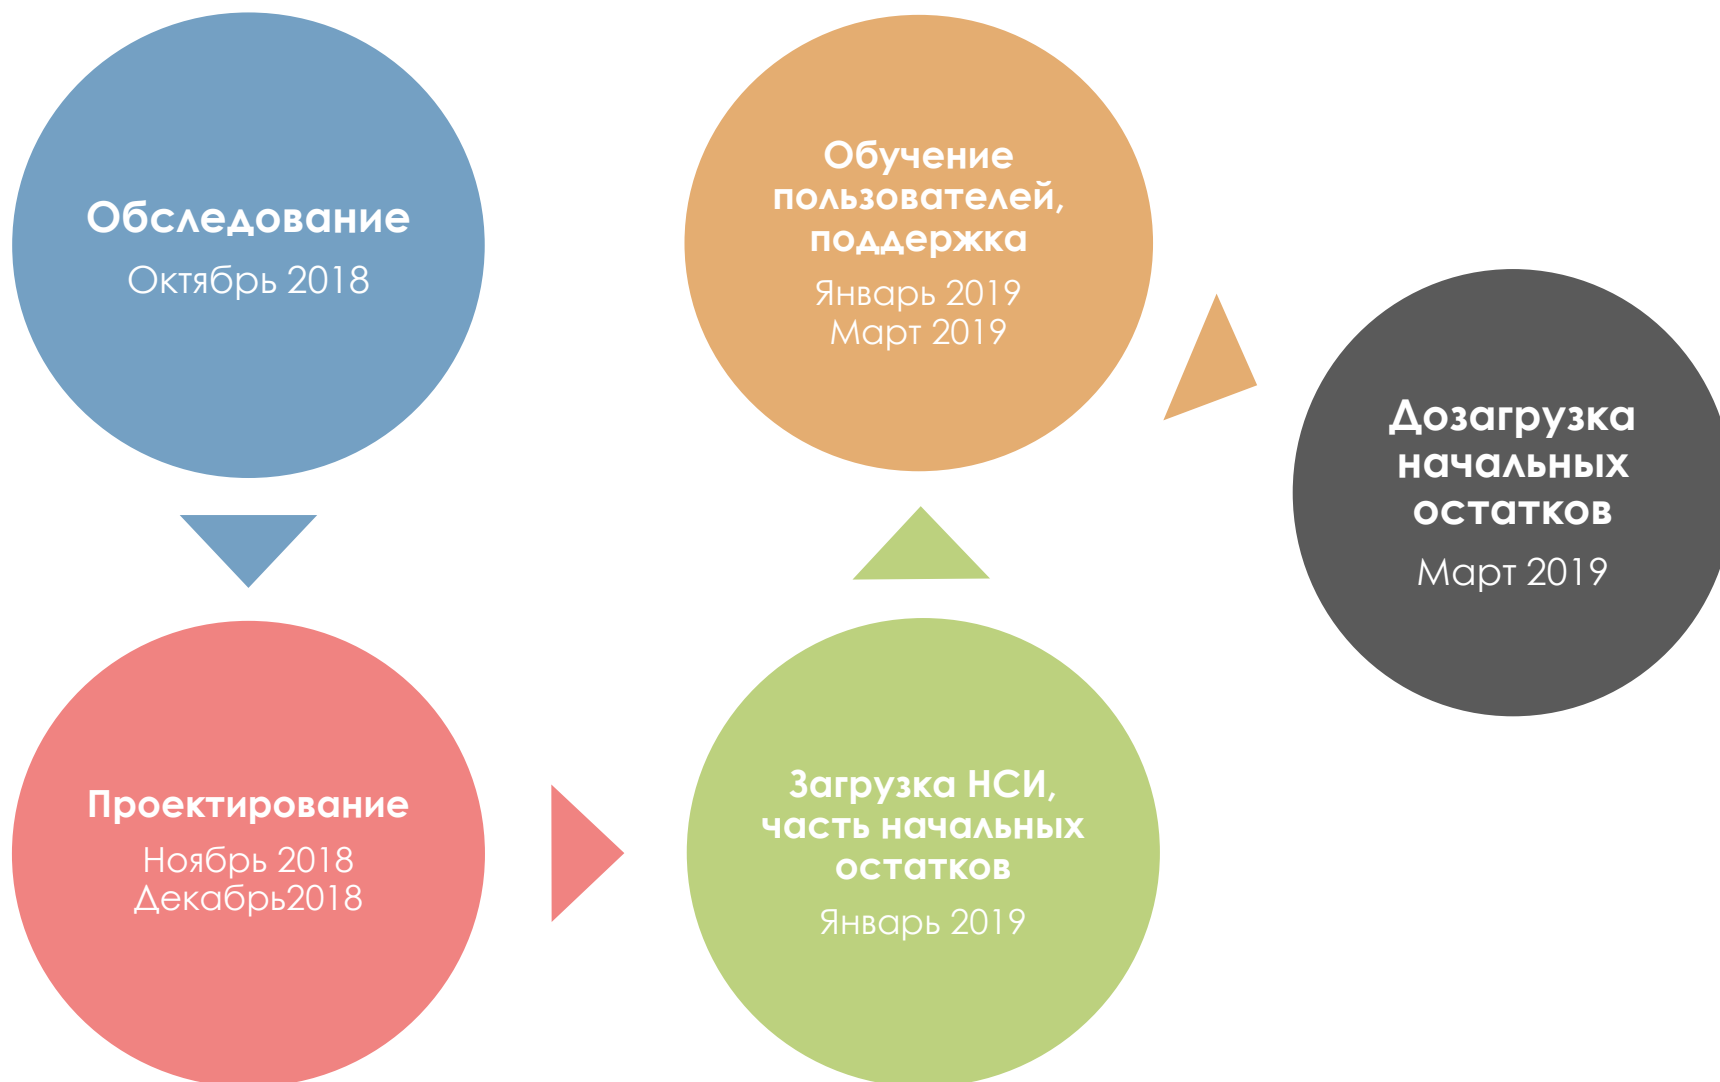 Обследование
Октябрь 2018
Проектирование
Ноябрь 2018
Декабрь2018
Загрузка НСИ,
часть начальных
остатков
Январь 2019
Обучение
пользователей,
поддержка
Январь 2019
Март 2019
Дозагрузка
начальных
остатков
Март 2019